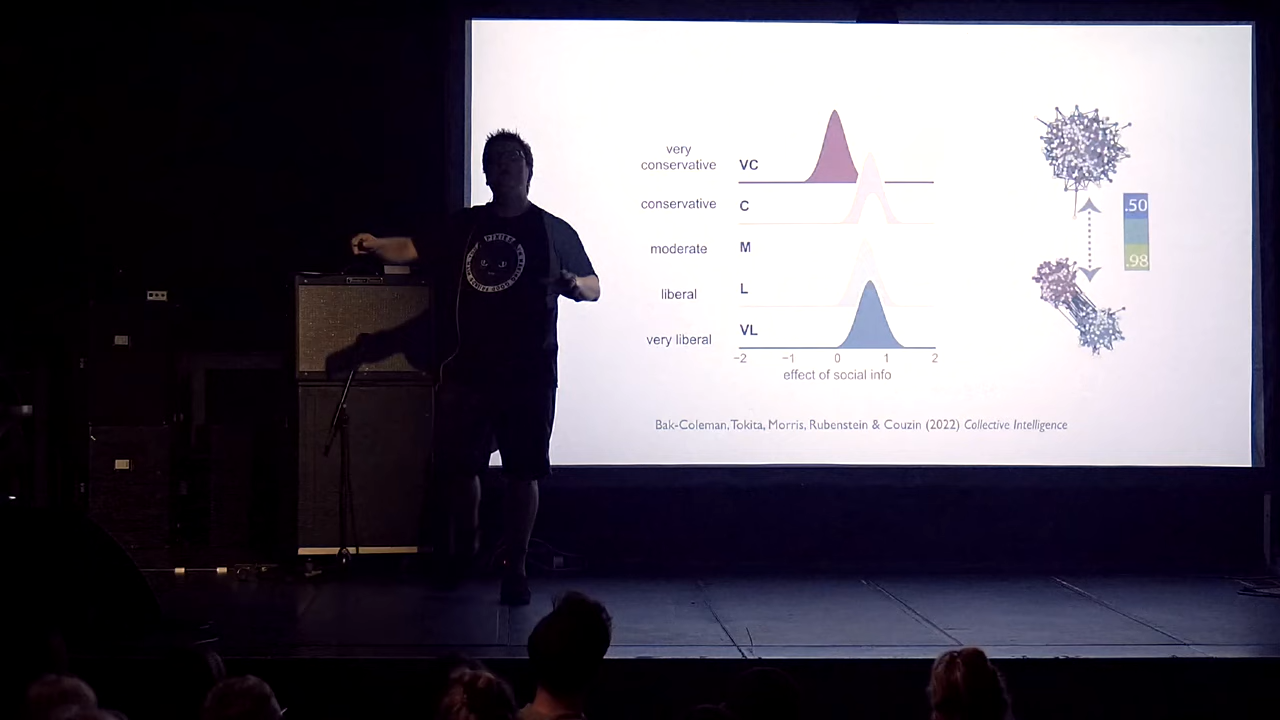 very
conservative
VC
conservative
C
moderate
M
liberal
L
very liberal
VL
−2 −1 0 1 2
effect of social info
.50
.98
Bak-Coleman, Tokita, Morris, Rubenstein & Couzin (2022) Collective Intelligence